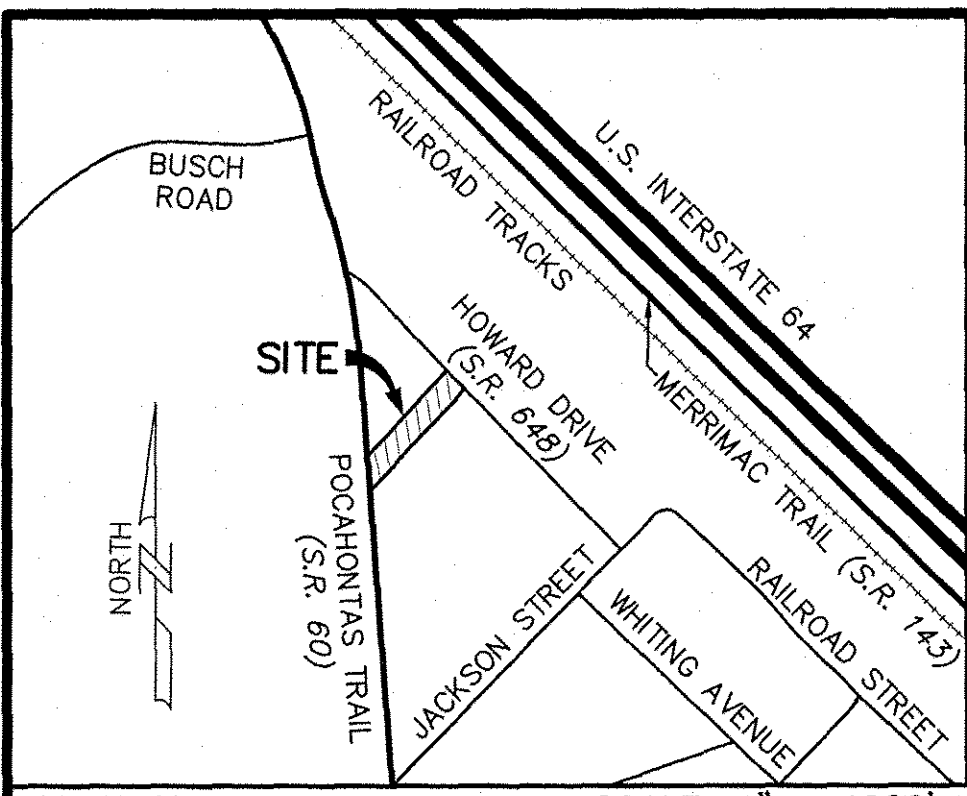 BUSCH
ROAD
RAILROAD TRACKS
U.S. INTERSTATE 64
HOWARD DRIVE
(S.R. 648)
SITE
MERRIMAC TRAIL (S.R. 143)
POCAHONTAS TRAIL
(S.R. 60)
NORTH
JACKSON STREET
WHITING AVENUE
RAILROAD STREET